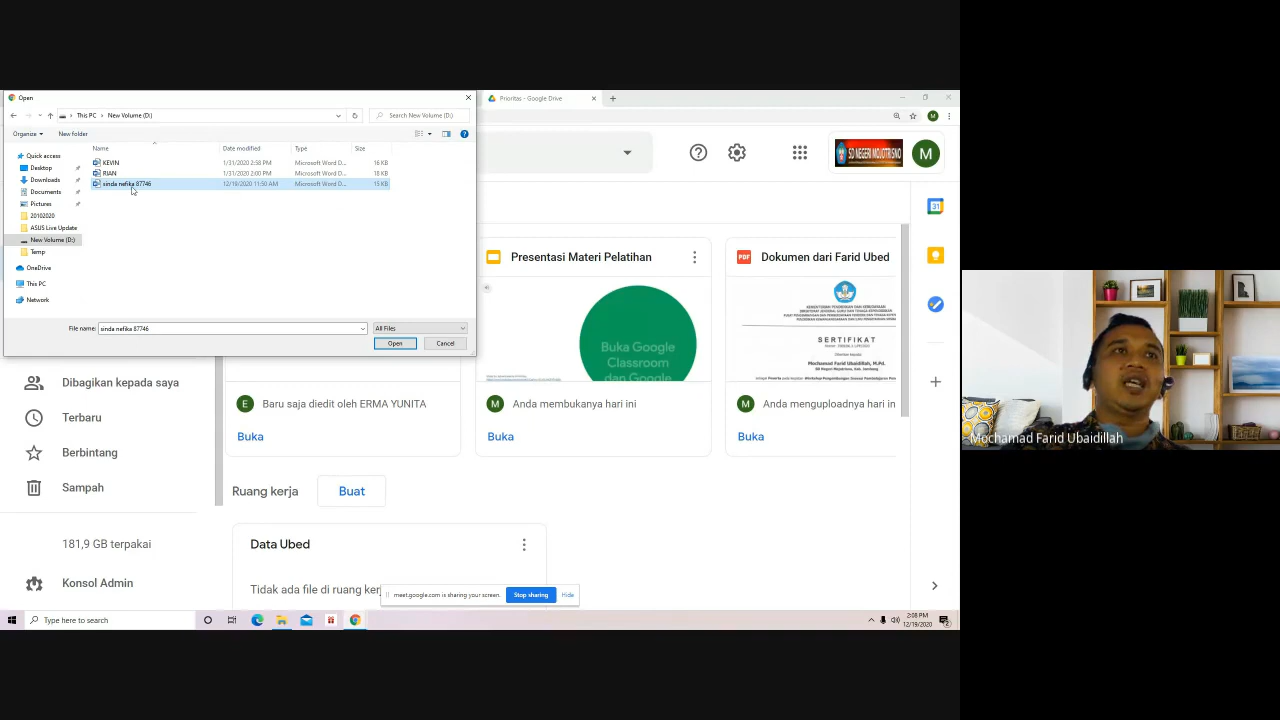 Open
Prioritas - Google Drive
This PC > New Volume (D:)
Search New Volume (D:)
Organize
New folder
Name
Date modified
Type
Size
Quick access
Desktop
Downloads
Documents
Pictures
20102020
ASUS Live Update
New Volume (D:)
Temp
OneDrive
This PC
Network
KEVIN 1/31/2020 2:58 PM Microsoft Word D... 16 KB
RIAN 1/31/2020 2:00 PM Microsoft Word D... 18 KB
sinda nefika 87746 12/19/2020 11:50 AM Microsoft Word D... 15 KB
File name: sinda nefika 87746
All Files
Open
Cancel
SD NEGERI MOJOTRISNO
M
M
31
Presentasi Materi Pelatihan
Buka Google
Classroom
dan Google
PDF
Dokumen dari Farid Ubed
SERTIFIKAT
Mochamad Farid Ubaidillah, M.Pd.
Dibagikan kepada saya
Terbaru
Berbintang
Sampah
181,9 GB terpakai
Konsol Admin
E
Baru saja diedit oleh ERMA YUNITA
Buka
M
Anda membukanya hari ini
Buka
M
Anda menguploadnya hari in
Buka
Ruang kerja
Buat
Data Ubed
Tidak ada file di ruang kerj
meet.google.com is sharing your screen.
Stop sharing
Hide
Type here to search
2:08 PM
12/19/2020
Mochamad Farid Ubaidillah